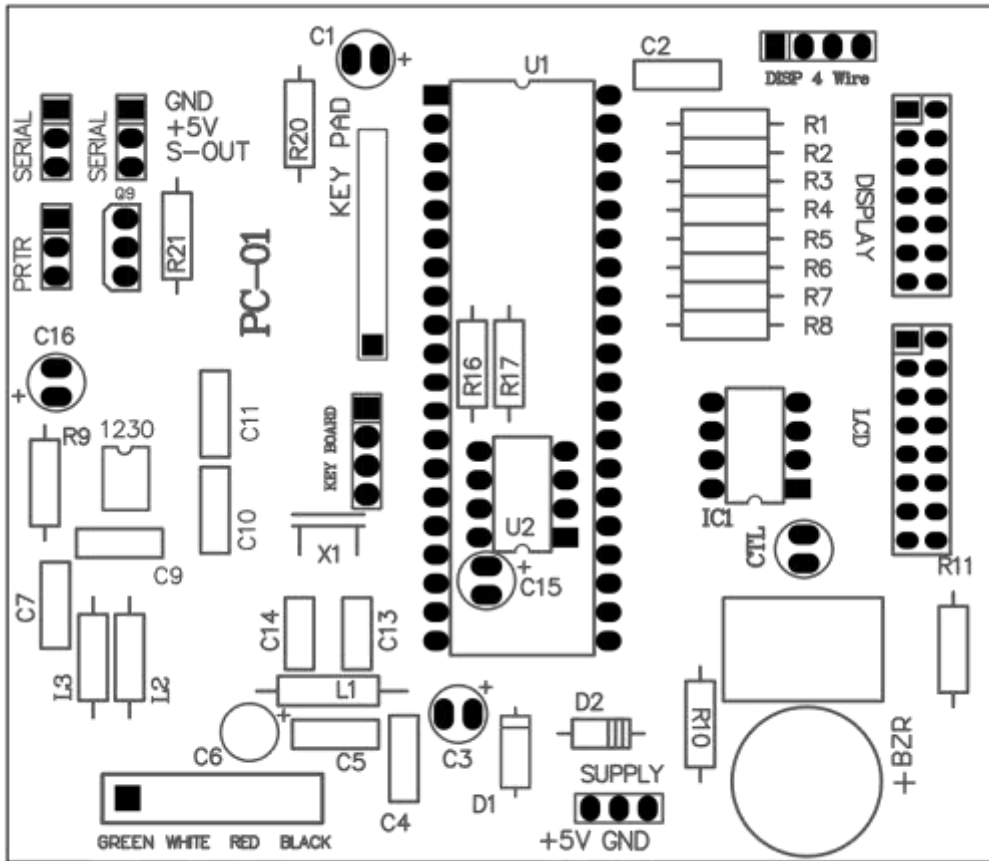 C1
C2
U1
DISP 4 Wire
SERIAL
SERIAL
GND
+5V
S-OUT
R20
KEY PAD
R1
R2
R3
R4
R5
R6
R7
R8
DISPLAY
Q9
PRTR
R21
PC-01
C16
R16
R17
C11
R9
1230
KEY BOARD
LCD
C10
IC1
U2
X1
CTL
C9
C15
R11
C7
C14
C13
L3
L2
L1
C6
C5
C3
D2
R10
+BZR
D1
C4
SUPPLY
+5V GND
GREEN WHITE RED BLACK
+
+
+
+
+